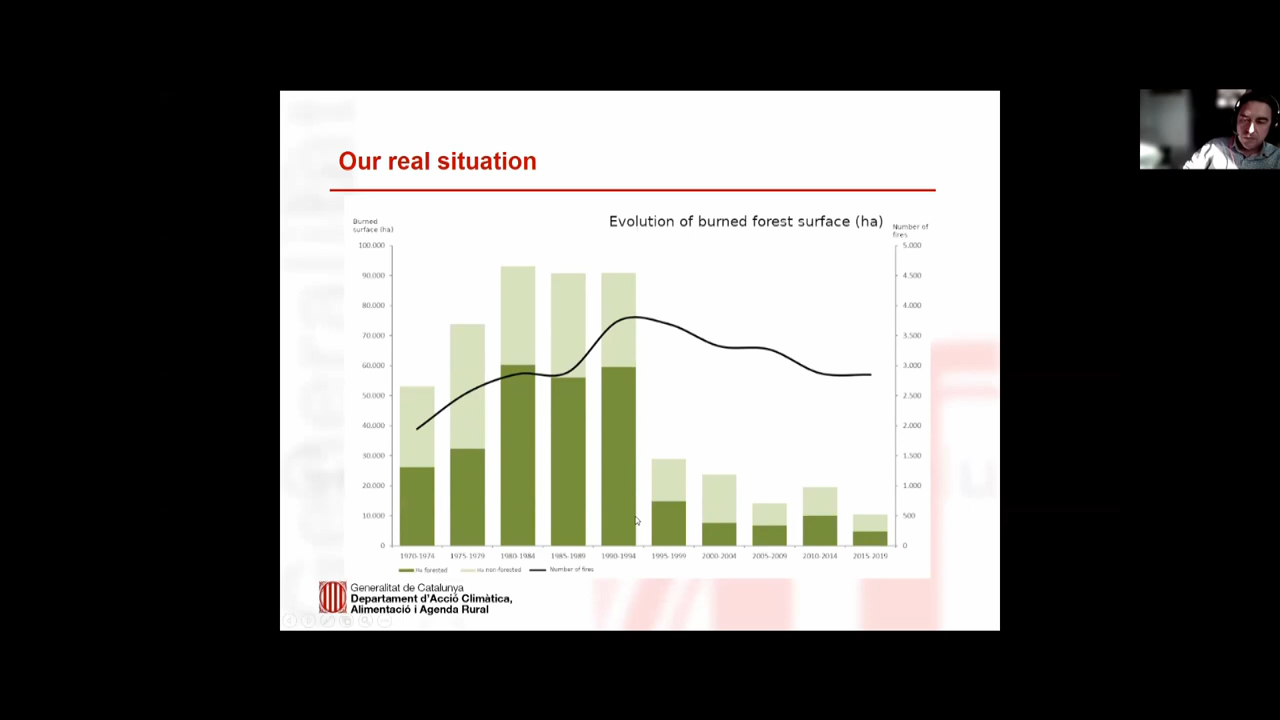 Our real situation
Evolution of burned forest surface (ha)
Burned
surface (ha)
Number of
fires
100.000
90.000
80.000
70.000
60.000
50.000
40.000
30.000
20.000
10.000
0
5.000
4.500
4.000
3.500
3.000
2.500
2.000
1.500
1.000
500
0
1970-1974 1975-1979 1980-1984 1985-1989 1990-1994 1995-1999 2000-2004 2005-2009 2010-2014 2015-2019
Ha forested Ha non-forested Number of fires
Generalitat de Catalunya
Departament d'Acció Climàtica,
Alimentació i Agenda Rural